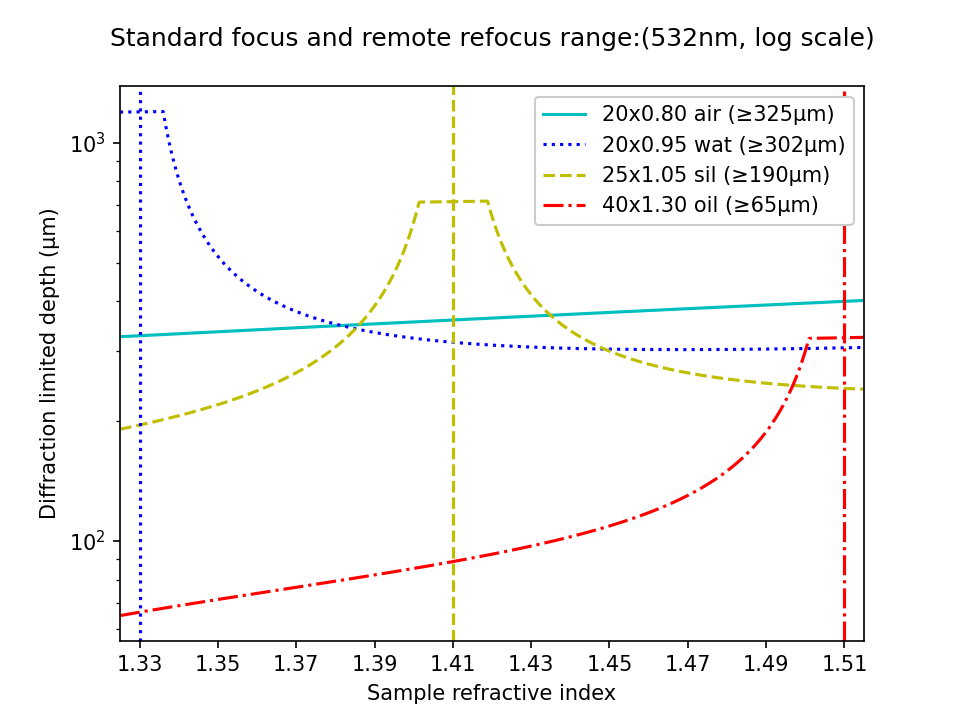 Standard focus and remote refocus range:(532nm, log scale)
20x0.80 air (≥325μm)
20x0.95 wat (≥302μm)
25x1.05 sil (≥190μm)
40x1.30 oil (≥65μm)
Diffraction limited depth (μm)
10³
10²
1.33 1.35 1.37 1.39 1.41 1.43 1.45 1.47 1.49 1.51
Sample refractive index